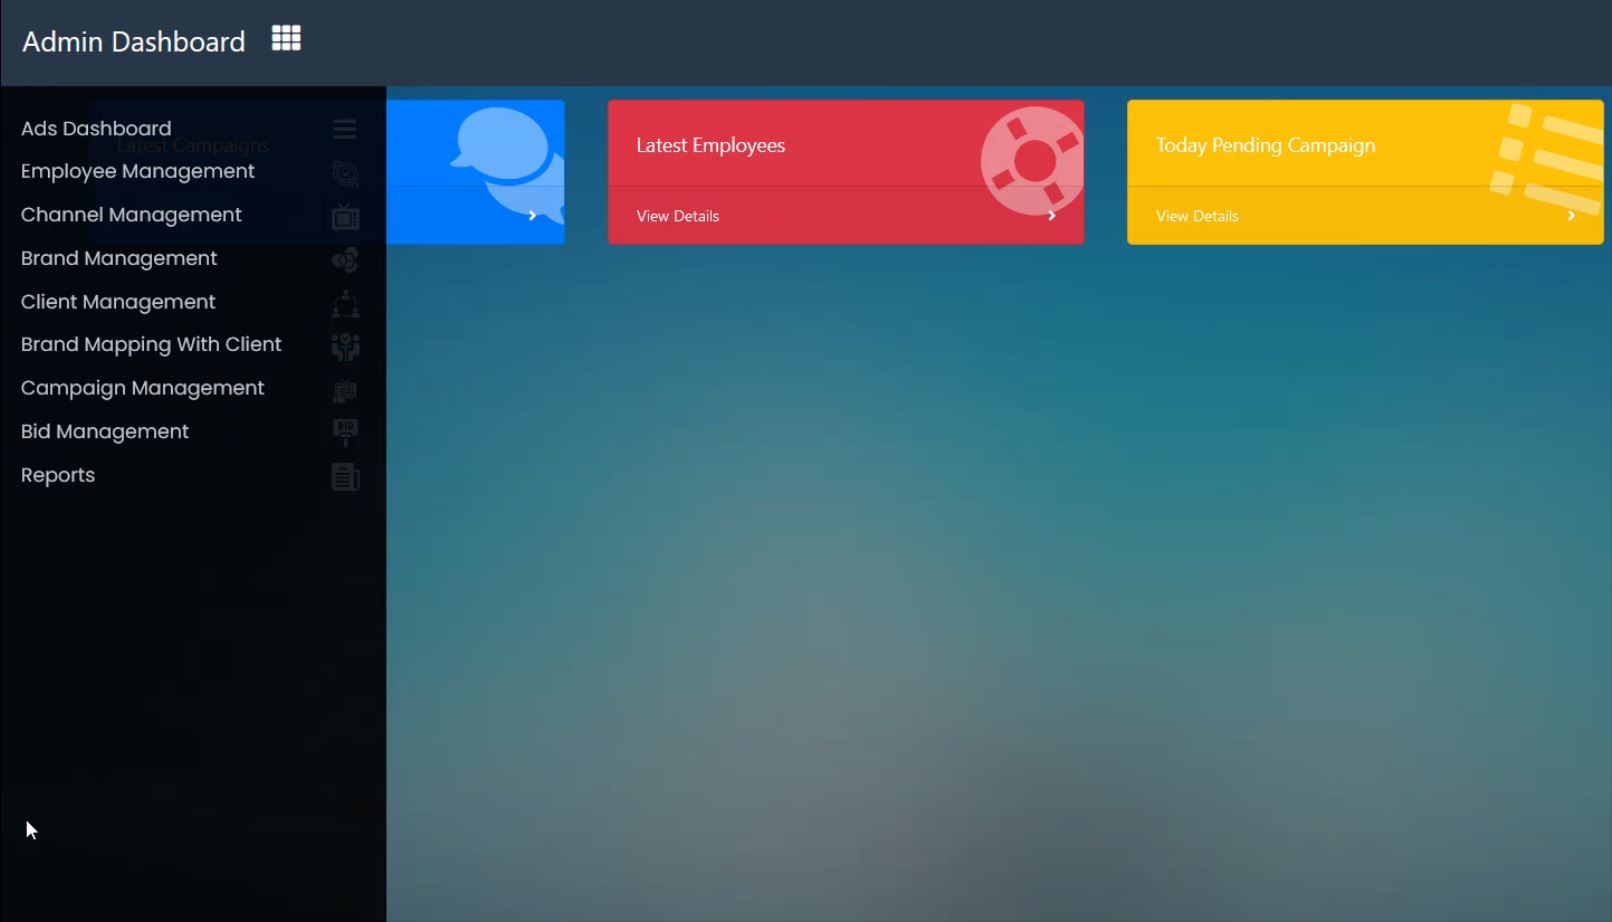 Admin Dashboard
Ads Dashboard
Latest Campaigns
Employee Management
Channel Management
Brand Management
Client Management
Brand Mapping With Client
Campaign Management
Bid Management
BID
Reports
Latest Employees
View Details
Today Pending Campaign
View Details